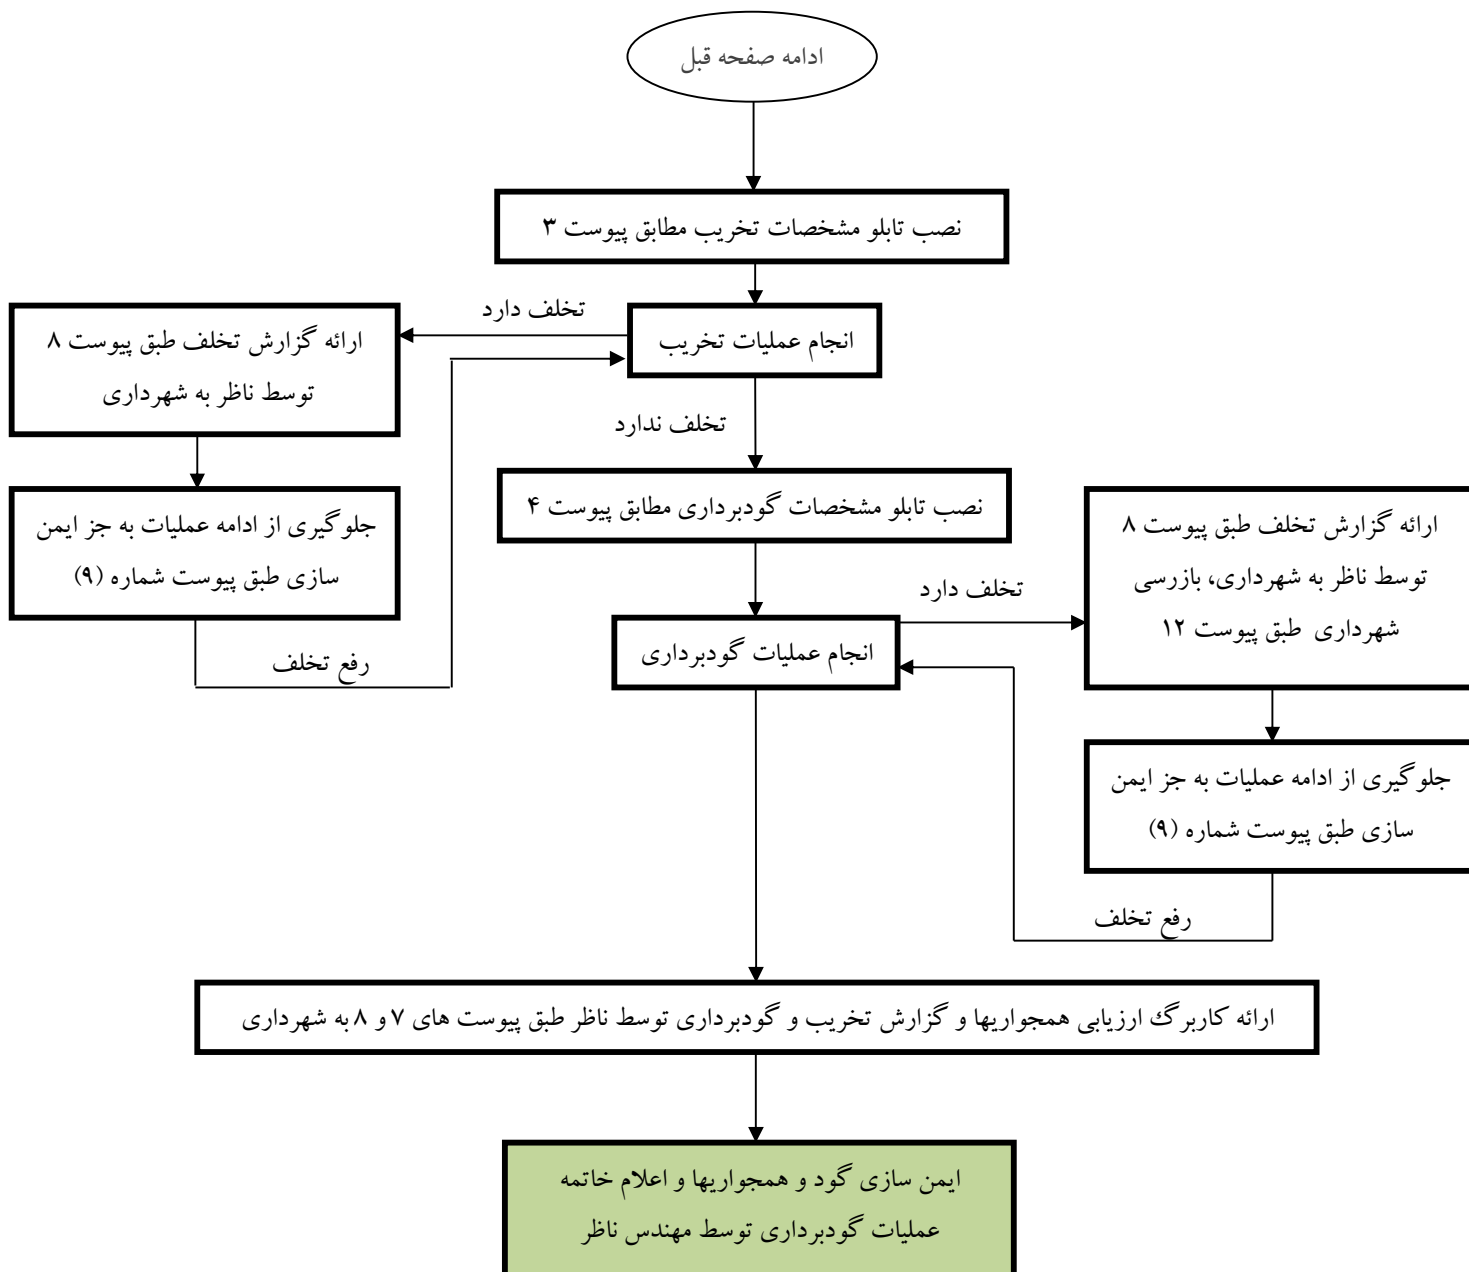 ادامه صفحه قبل
نصب تابلو مشخصات تخریب مطابق پیوست ۳
تخلف دارد
انجام عملیات تخریب
ارائه گزارش تخلف طبق پیوست ۸
توسط ناظر به شهرداری
تخلف ندارد
جلوگیری از ادامه عملیات به جز ایمن
سازی طبق پیوست شماره (۹)
رفع تخلف
نصب تابلو مشخصات گودبرداری مطابق پیوست ۴
تخلف دارد
انجام عملیات گودبرداری
ارائه گزارش تخلف طبق پیوست ۸
توسط ناظر به شهرداری، بازرسی
شهرداری طبق پیوست ۱۲
جلوگیری از ادامه عملیات به جز ایمن
سازی طبق پیوست شماره (۹)
رفع تخلف
ارائه کاربرگ ارزیابی همجواریها و گزارش تخریب و گودبرداری توسط ناظر طبق پیوست های ۷ و ۸ به شهرداری
ایمن سازی گود و همجواریها و اعلام خاتمه
عملیات گودبرداری توسط مهندس ناظر